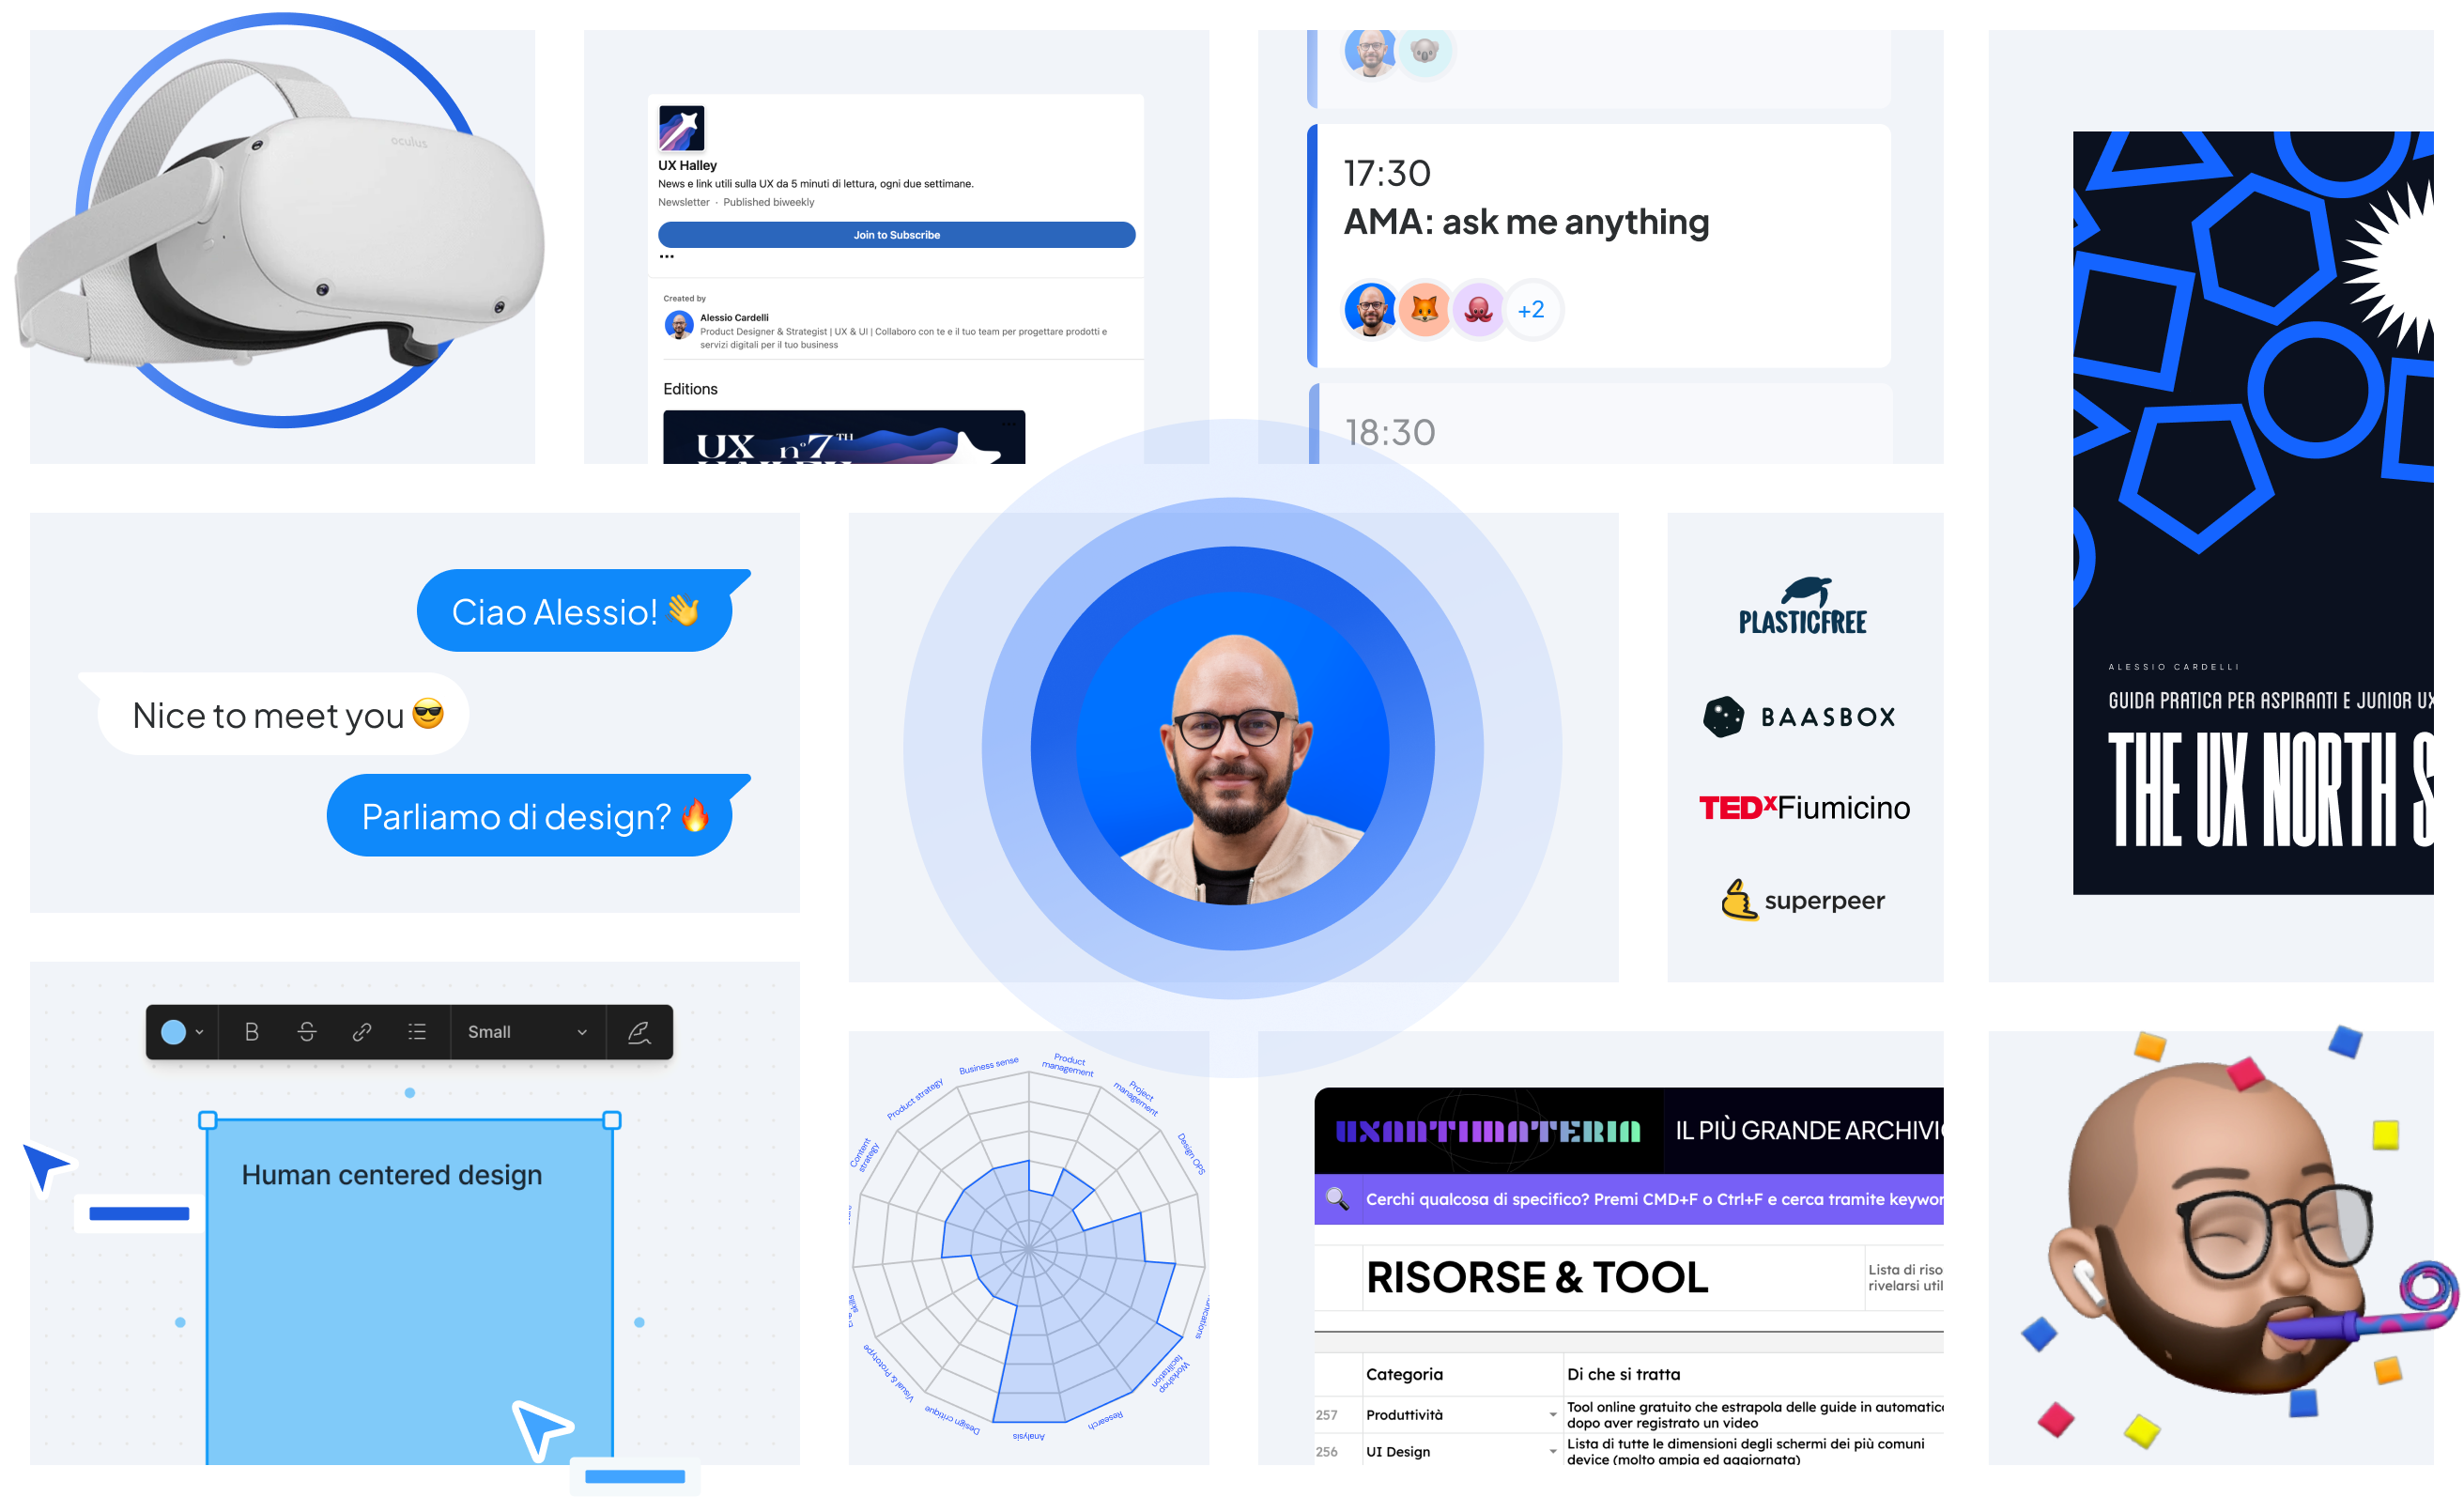 oculus
UX Halley
News e link utili sulla UX da 5 minuti di lettura, ogni due settimane.
Newsletter · Published biweekly
Join to Subscribe
Created by
Alessio Cardelli
Product Designer & Strategist | UX & UI | Collaboro con te e il tuo team per progettare prodotti e
servizi digitali per il tuo business
Editions
UX n°7TH
HALLEY
17:30
AMA: ask me anything
+2
18:30
ALESSIO CARDELLI
GUIDA PRATICA PER ASPIRANTI E JUNIOR UX
THE UX NORTH S
Ciao Alessio! 👋
Nice to meet you 😎
Parliamo di design? 🔥
PLASTICFREE
BAASBOX
TEDxFiumicino
superpeer
Small
Human centered design
Business sense
Product
management
Project
management
Design OPS
Workshop
facilitation
Research
Analysis
Design critique
Visual & Prototype
skills
Content
strategy
Product strategy
UXANTIMATERIA
IL PIÙ GRANDE ARCHIVI
🔍 Cerchi qualcosa di specifico? Premi CMD+F o Ctrl+F e cerca tramite keywor
RISORSE & TOOL
Lista di riso
rivelarsi util
Categoria Di che si tratta
257 Produttività Tool online gratuito che estrapola delle guide in automatic
dopo aver registrato un video
256 UI Design Lista di tutte le dimensioni degli schermi dei più comuni
device (molto ampia ed aggiornata)